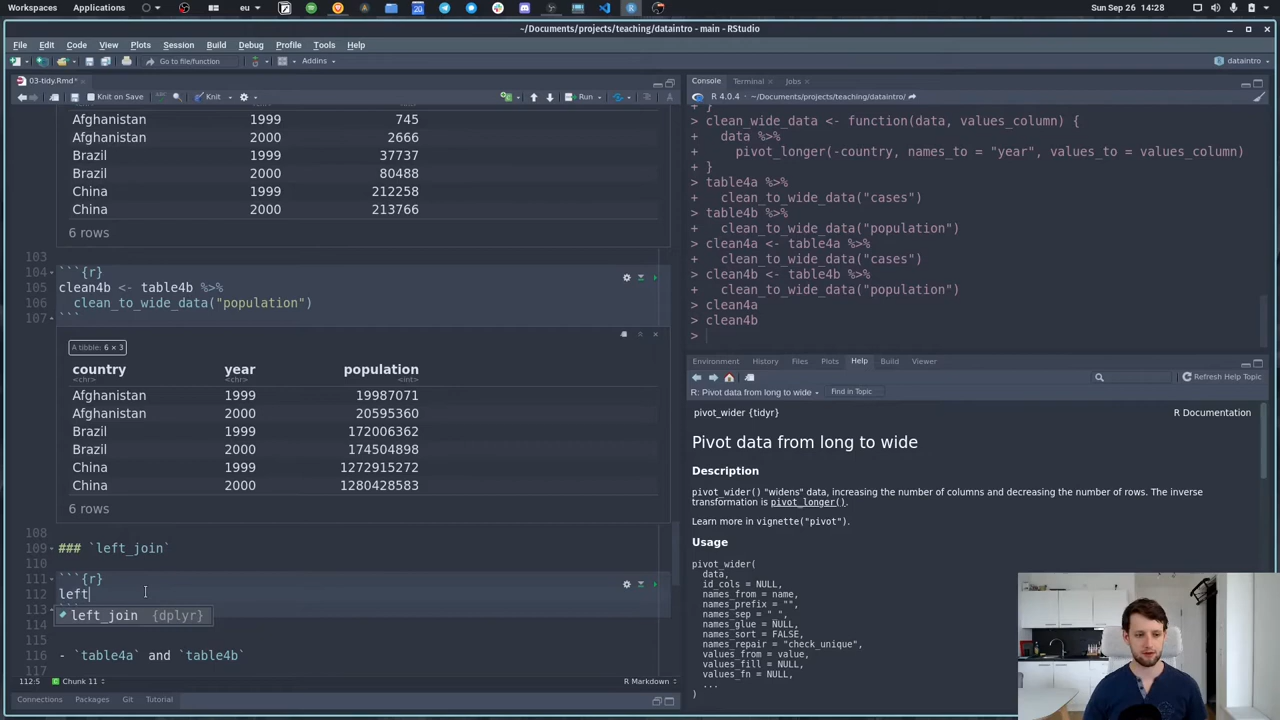 Applications
eu
Sun Sep 26
14:28
~/Documents/projects/teaching/dataintro - main - RStudio
File Edit Code View Plots Session Build Debug Profile Tools Help
Go to file/function
Addins
dataintro
03-tidy.Rmd*
Knit on Save
Knit
Run
Afghanistan 1999 745
Afghanistan 2000 2666
Brazil 1999 37737
Brazil 2000 80488
China 1999 212258
China 2000 213766
6 rows
103
104 ```{r}
105 clean4b <- table4b %>%
106 clean_to_wide_data("population")
107 ```
A tibble: 6 × 3
country year population
<chr> <chr> <int>
Afghanistan 1999 19987071
Afghanistan 2000 20595360
Brazil 1999 172006362
Brazil 2000 174504898
China 1999 1272915272
China 2000 1280428583
6 rows
108
109 ### `left_join`
110
111 ```{r}
112 left
113
left_join {dplyr}
114
115
116 - `table4a` and `table4b`
117
112:5
Chunk 11
R Markdown
Connections Packages Git Tutorial
Console Terminal Jobs
R 4.0.4 · ~/Documents/projects/teaching/dataintro/
+ }
> clean_wide_data <- function(data, values_column) {
+ data %>%
+ pivot_longer(-country, names_to = "year", values_to = values_column)
+ }
> table4a %>%
+ clean_to_wide_data("cases")
> table4b %>%
+ clean_to_wide_data("population")
> clean4a <- table4a %>%
+ clean_to_wide_data("cases")
> clean4b <- table4b %>%
+ clean_to_wide_data("population")
> clean4a
> clean4b
>
Environment History Files Plots Help Build Viewer
Refresh Help Topic
R: Pivot data from long to wide
Find in Topic
pivot_wider {tidyr}
R Documentation
Pivot data from long to wide
Description
pivot_wider() "widens" data, increasing the number of columns and decreasing the number of rows. The inverse
transformation is pivot_longer().
Learn more in vignette("pivot").
Usage
pivot_wider(
data,
id_cols = NULL,
names_from = name,
names_prefix = "",
names_sep = "_",
names_glue = NULL,
names_sort = FALSE,
names_repair = "check_unique",
values_from = value,
values_fill = NULL,
values_fn = NULL,
...
)